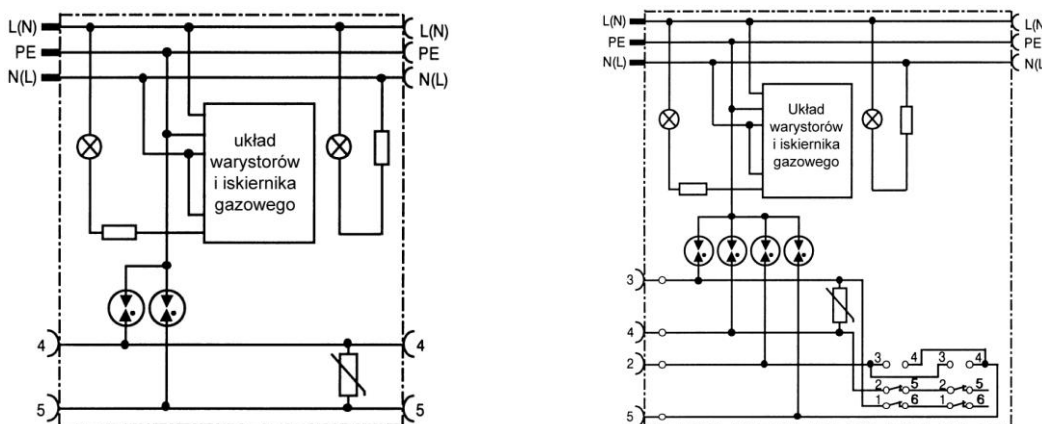 L(N)
L(N)
PE
PE
N(L)
N(L)
układ
warystorów
i iskiernika
gazowego
4
4
5
5
L(N)
L(N
PE
PE
N(L)
N(L
Układ
warystorów
i iskiernika
gazowego
3
4
2
3 4 3 4
2 5 2 5
1 6 1 6
5